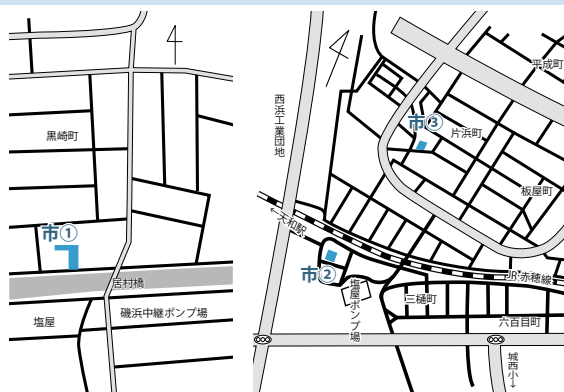 黒崎町
市①
居村橋
塩屋
磯浜中継ポンプ場
平成町
西浜工業団地
市③
片浜町
板屋町
←大和駅
市②
JR赤穂線
塩屋ポンプ場
三樋町
六百目町
城西小→